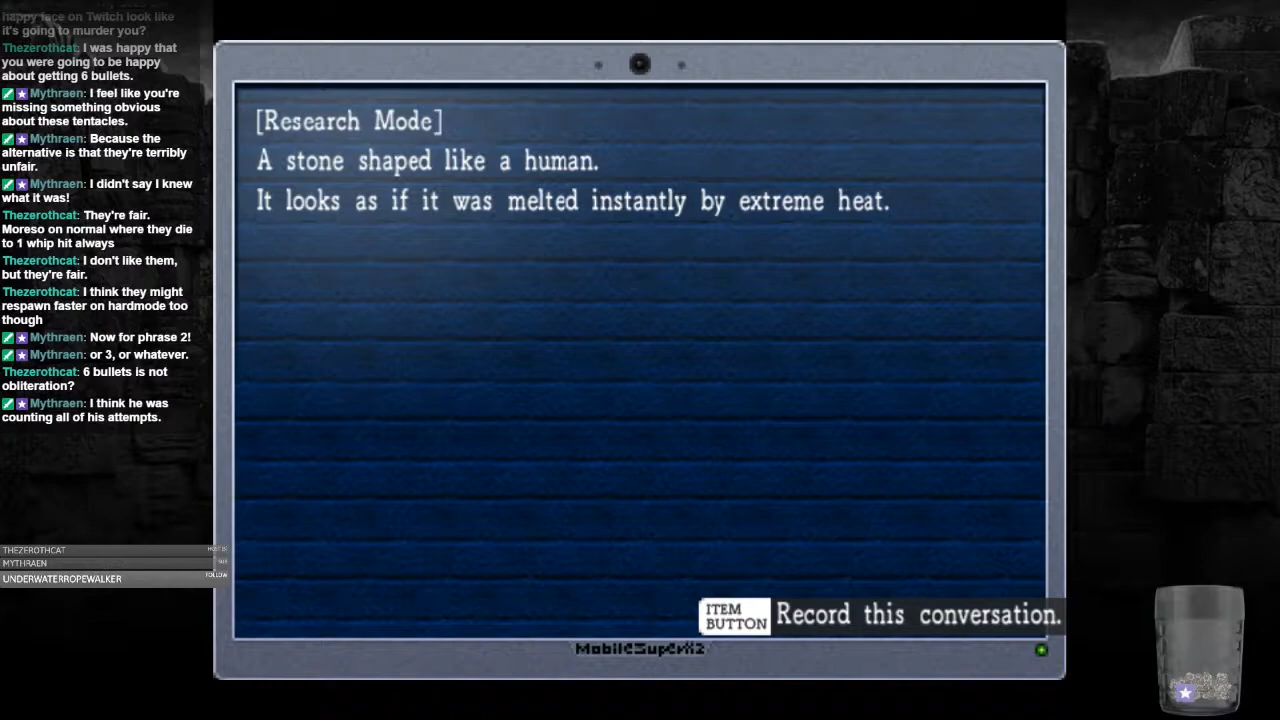 happy face on Twitch look like
it's going to murder you?
Thezerothcat: I was happy that
you were going to be happy
about getting 6 bullets.
Mythraen: I feel like you're
missing something obvious
about these tentacles.
Mythraen: Because the
alternative is that they're terribly
unfair.
Mythraen: I didn't say I knew
what it was!
Thezerothcat: They're fair.
Moreso on normal where they die
to 1 whip hit always
Thezerothcat: I don't like them,
but they're fair.
Thezerothcat: I think they might
respawn faster on hardmode too
though
Mythraen: Now for phrase 2!
Mythraen: or 3, or whatever.
Thezerothcat: 6 bullets is not
obliteration?
Mythraen: I think he was
counting all of his attempts.
THEZEROTHCAT
MYTHRAEN SUB
UNDERWATERROPEWALKER FOLLOW
[Research Mode]
A stone shaped like a human.
It looks as if it was melted instantly by extreme heat.
ITEM
BUTTON
Record this conversation.
MobileSuperX2